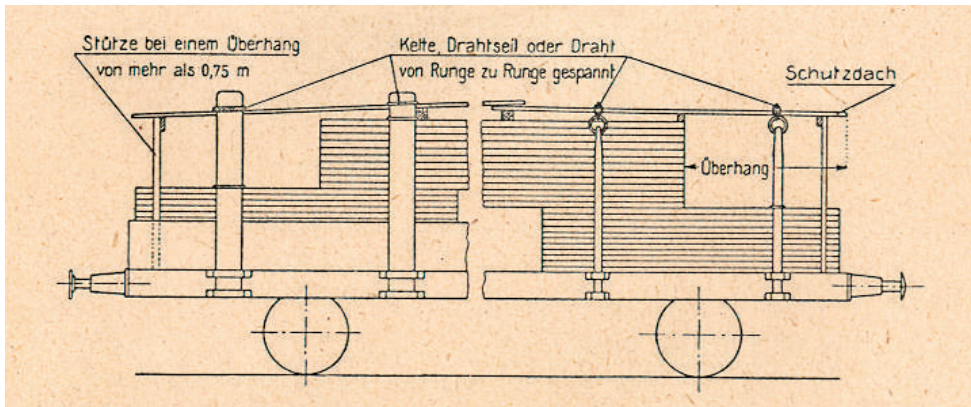 Stütze bei einem Überhang
von mehr als 0,75 m
Kette, Drahtseil oder Draht
von Runge zu Runge gespannt
Schutzdach
Überhang